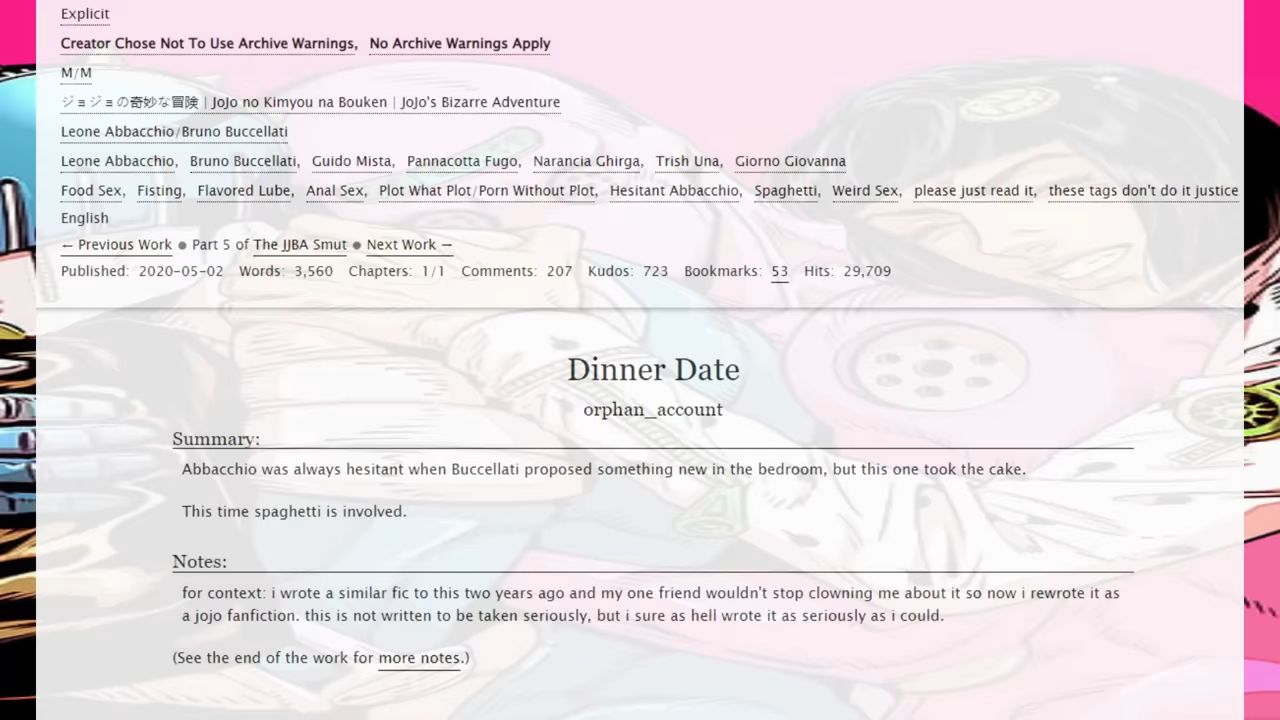 Explicit
Creator Chose Not To Use Archive Warnings, No Archive Warnings Apply
M/M
ジョジョの奇妙な冒険 | JoJo no Kimyou na Bouken | JoJo's Bizarre Adventure
Leone Abbacchio/Bruno Buccellati
Leone Abbacchio, Bruno Buccellati, Guido Mista, Pannacotta Fugo, Narancia Ghirga, Trish Una, Giorno Giovanna
Food Sex, Fisting, Flavored Lube, Anal Sex, Plot What Plot/Porn Without Plot, Hesitant Abbacchio, Spaghetti, Weird Sex, please just read it, these tags don't do it justice
English
← Previous Work ● Part 5 of The JJBA Smut ● Next Work →
Published: 2020-05-02 Words: 3,560 Chapters: 1/1 Comments: 207 Kudos: 723 Bookmarks: 53 Hits: 29,709
Dinner Date
orphan_account
Summary:
Abbacchio was always hesitant when Buccellati proposed something new in the bedroom, but this one took the cake.
This time spaghetti is involved.
Notes:
for context: i wrote a similar fic to this two years ago and my one friend wouldn't stop clowning me about it so now i rewrote it as
a jojo fanfiction. this is not written to be taken seriously, but i sure as hell wrote it as seriously as i could.
(See the end of the work for more notes.)